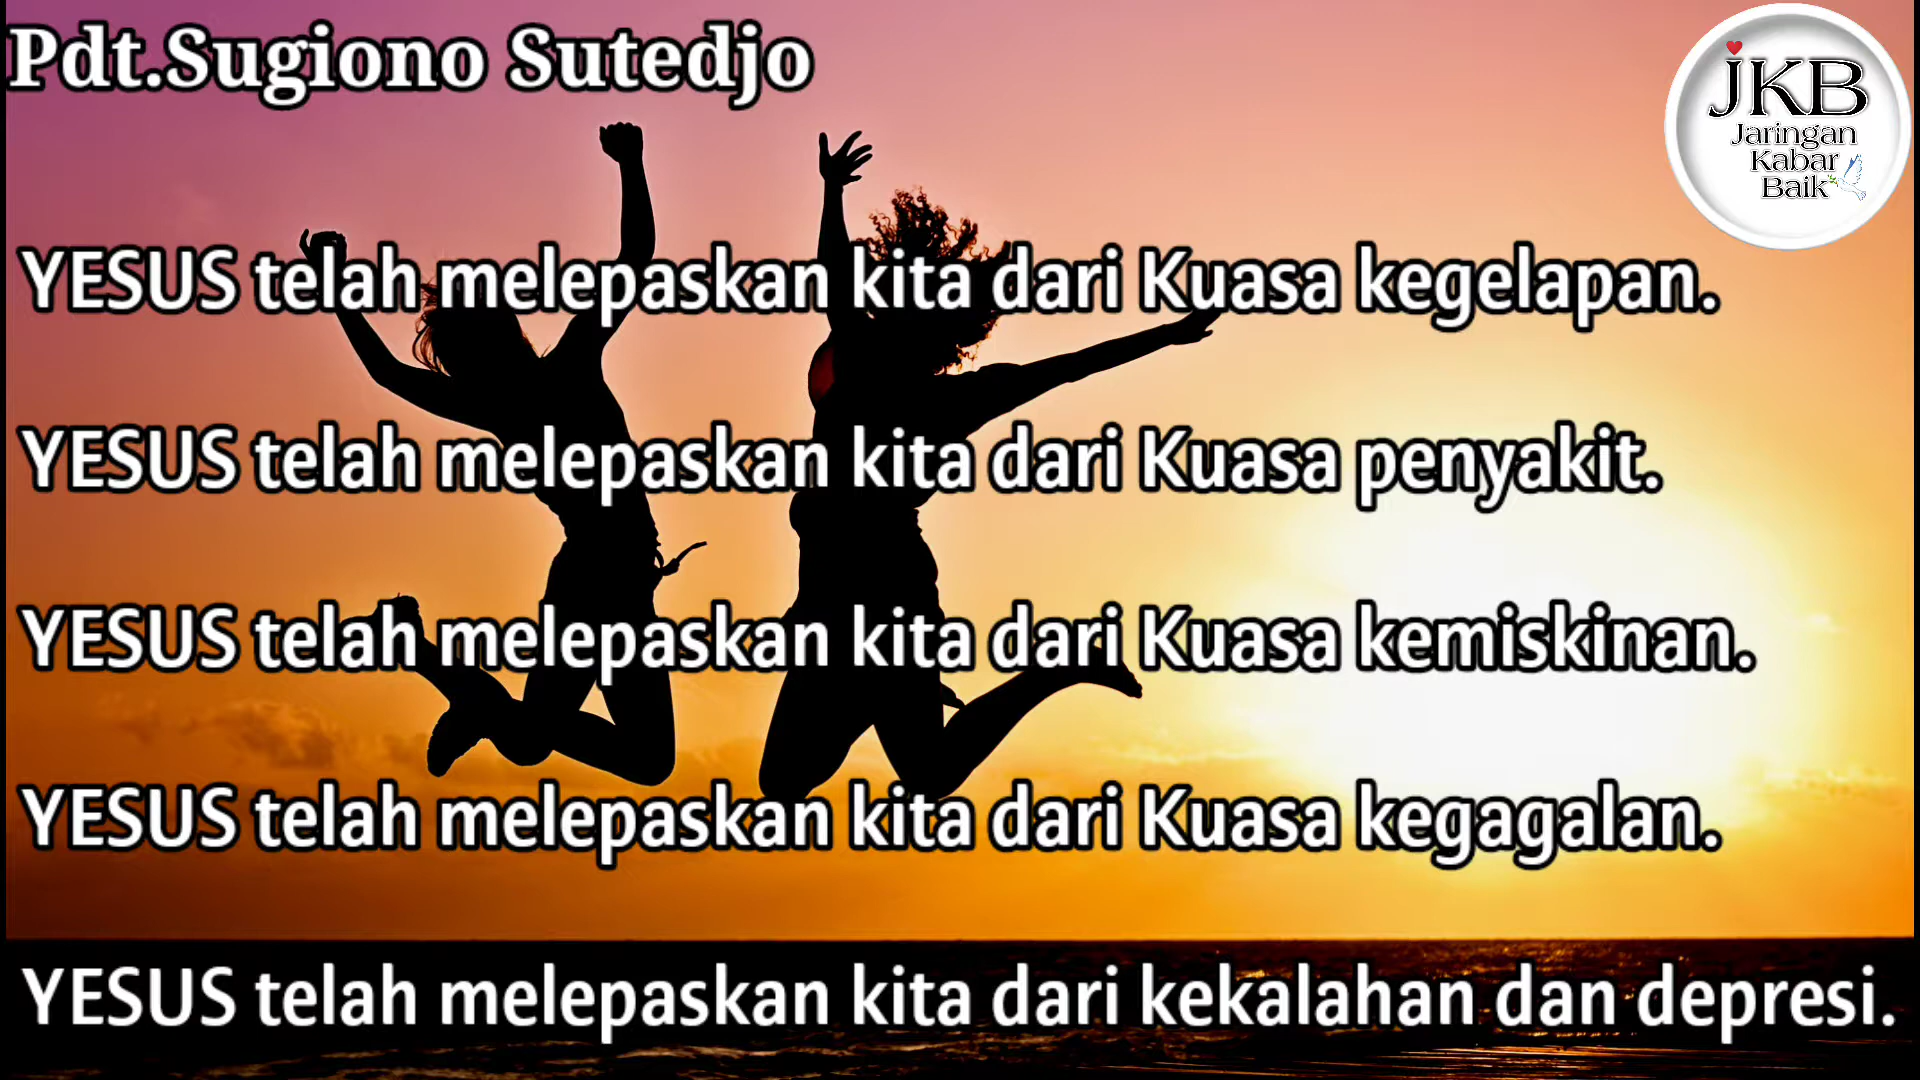 Pdt.Sugiono Sutedjo
JKB
Jaringan
Kabar
Baik
YESUS telah melepaskan kita dari Kuasa kegelapan.
YESUS telah melepaskan kita dari Kuasa penyakit.
YESUS telah melepaskan kita dari Kuasa kemiskinan.
YESUS telah melepaskan kita dari Kuasa kegagalan.
YESUS telah melepaskan kita dari kekalahan dan depresi.